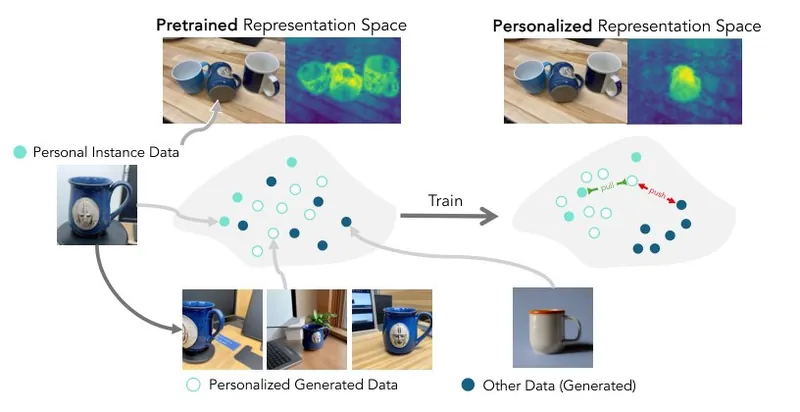 Pretrained Representation Space
Personalized Representation Space
Personal Instance Data
Train
pull
push
Personalized Generated Data
Other Data (Generated)